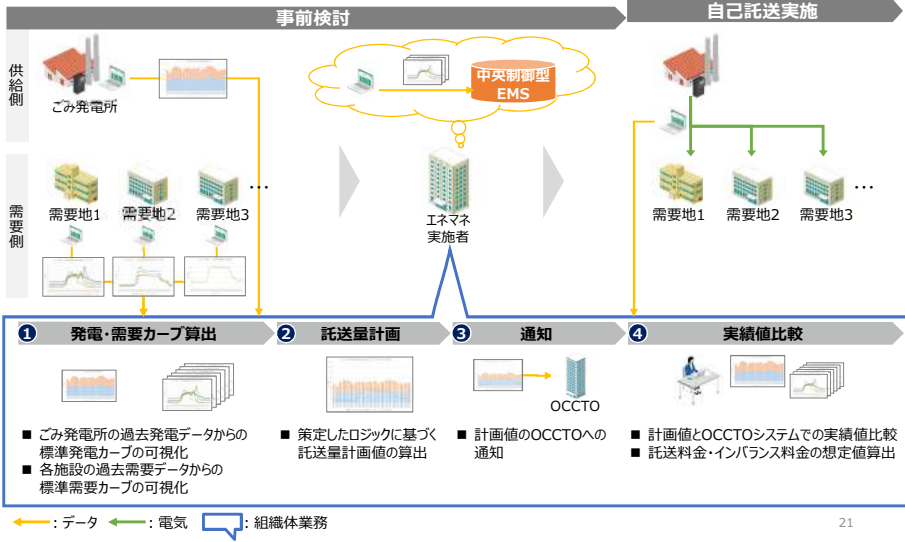 事前検討
自己託送実施
供給側
ごみ発電所
中央制御型
EMS
需要側
需要地1
需要地2
需要地3
…
エネマネ
実施者
需要地1
需要地2
需要地3
…
1 発電・需要カーブ算出
2 託送量計画
3 通知
4 実績値比較
OCCTO
■ ごみ発電所の過去発電データからの
標準発電カーブの可視化
■ 各施設の過去需要データからの
標準需要カーブの可視化
■ 策定したロジックに基づく
託送量計画値の算出
■ 計画値のOCCTOへの
通知
■ 計画値とOCCTOシステムでの実績値比較
■ 託送料金・インバランス料金の想定値算出
: データ
: 電気
: 組織体業務
21